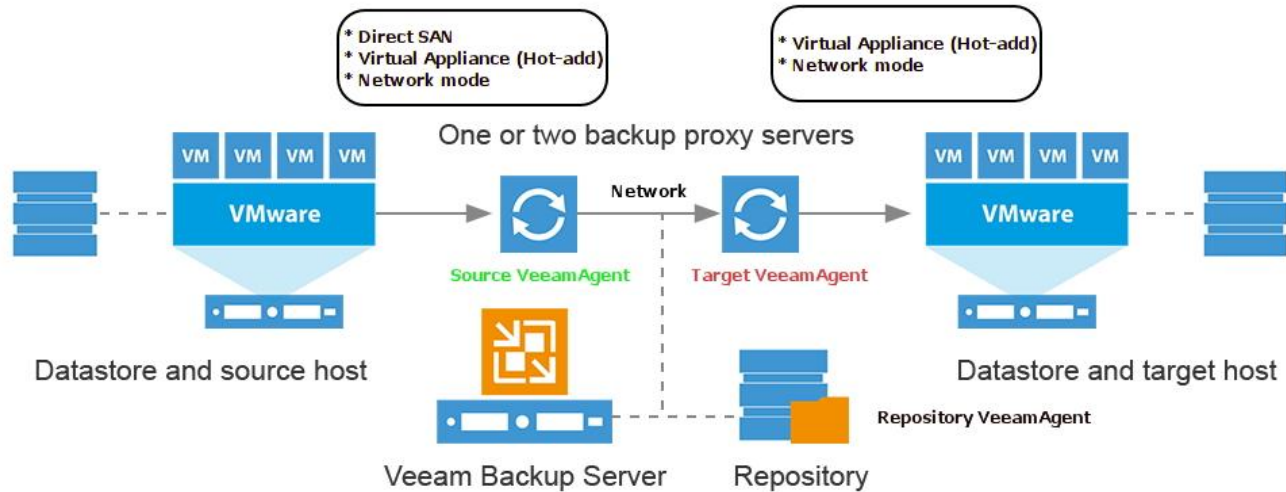 * Direct SAN
* Virtual Appliance (Hot-add)
* Network mode
* Virtual Appliance (Hot-add)
* Network mode
One or two backup proxy servers
VM VM VM VM
VMware
Network
VM VM VM VM
VMware
Source VeeamAgent
Target VeeamAgent
Datastore and source host
Datastore and target host
Repository VeeamAgent
Veeam Backup Server
Repository